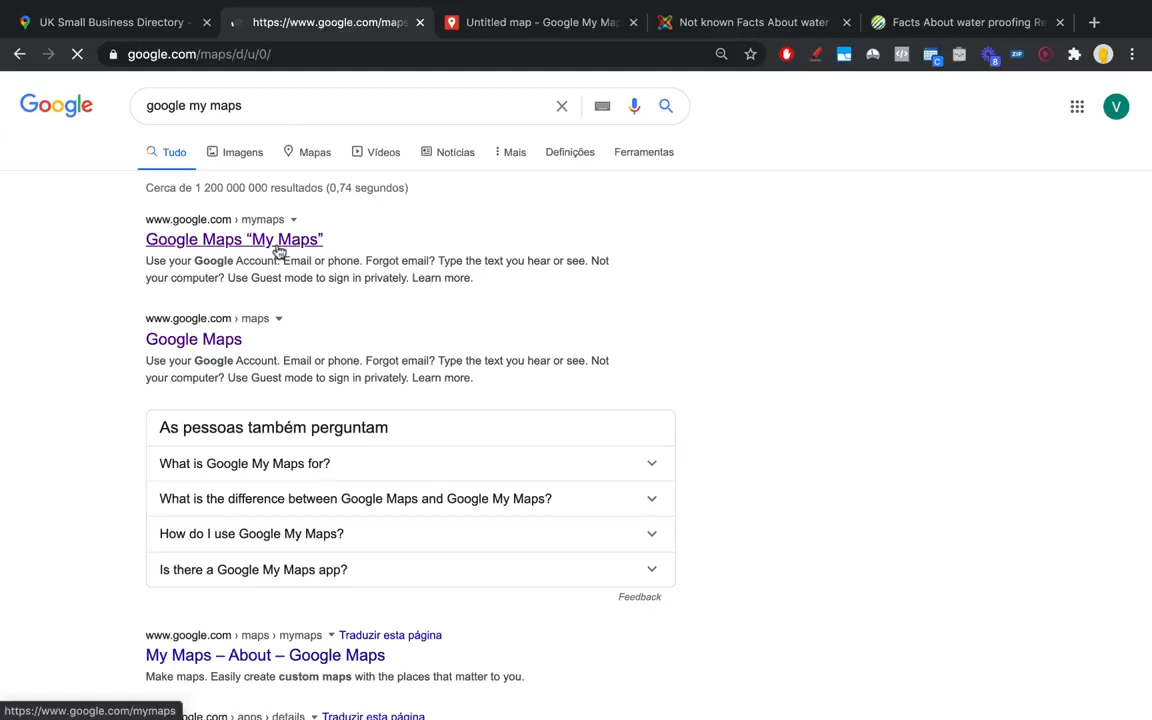 UK Small Business Directory -
https://www.google.com/maps
Untitled map - Google My Map
Not known Facts About water
Facts About water proofing Re
google.com/maps/d/u/0/
C
8
ZIP
Google
google my maps
V
Tudo
Imagens
Mapas
Vídeos
Notícias
Mais
Definições
Ferramentas
Cerca de 1 200 000 000 resultados (0,74 segundos)
www.google.com › mymaps
Google Maps “My Maps”
Use your Google Account. Email or phone. Forgot email? Type the text you hear or see. Not
your computer? Use Guest mode to sign in privately. Learn more.
www.google.com › maps
Google Maps
Use your Google Account. Email or phone. Forgot email? Type the text you hear or see. Not
your computer? Use Guest mode to sign in privately. Learn more.
As pessoas também perguntam
What is Google My Maps for?
What is the difference between Google Maps and Google My Maps?
How do I use Google My Maps?
Is there a Google My Maps app?
Feedback
www.google.com › maps › mymaps Traduzir esta página
My Maps – About – Google Maps
Make maps. Easily create custom maps with the places that matter to you.
https://www.google.com/mymaps
ogle.com › apps › details Traduzir esta página